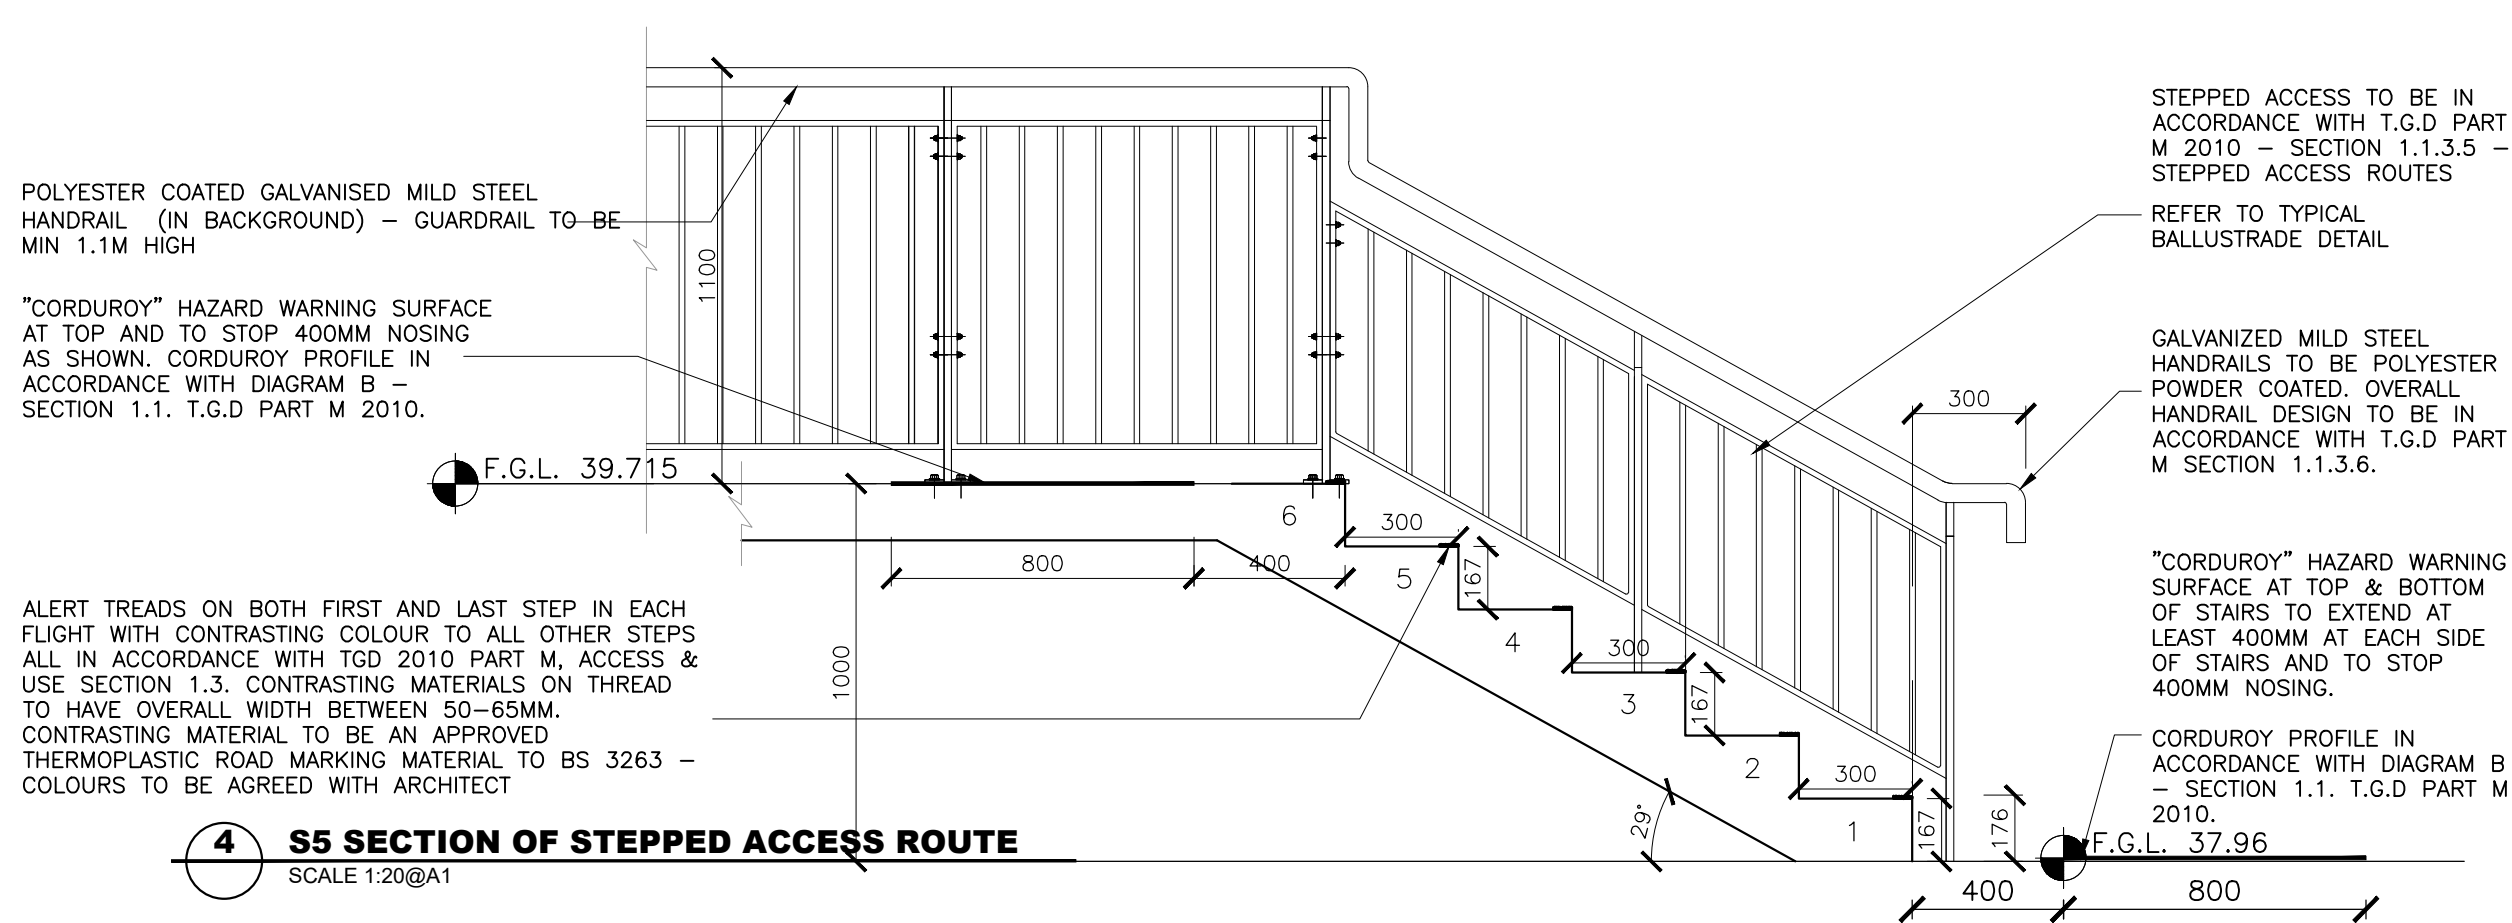 POLYESTER COATED GALVANISED MILD STEEL
HANDRAIL (IN BACKGROUND) – GUARDRAIL TO BE
MIN 1.1M HIGH
"CORDUROY" HAZARD WARNING SURFACE
AT TOP AND TO STOP 400MM NOSING
AS SHOWN. CORDUROY PROFILE IN
ACCORDANCE WITH DIAGRAM B –
SECTION 1.1. T.G.D PART M 2010.
F.G.L. 39.715
ALERT TREADS ON BOTH FIRST AND LAST STEP IN EACH
FLIGHT WITH CONTRASTING COLOUR TO ALL OTHER STEPS
ALL IN ACCORDANCE WITH TGD 2010 PART M, ACCESS &
USE SECTION 1.3. CONTRASTING MATERIALS ON THREAD
TO HAVE OVERALL WIDTH BETWEEN 50–65MM.
CONTRASTING MATERIAL TO BE AN APPROVED
THERMOPLASTIC ROAD MARKING MATERIAL TO BS 3263 –
COLOURS TO BE AGREED WITH ARCHITECT
1100
1000
800
400
6
300
5
167
4
300
3
167
2
300
1
167
176
29°
300
STEPPED ACCESS TO BE IN
ACCORDANCE WITH T.G.D PART
M 2010 – SECTION 1.1.3.5 –
STEPPED ACCESS ROUTES
REFER TO TYPICAL
BALLUSTRADE DETAIL
GALVANIZED MILD STEEL
HANDRAILS TO BE POLYESTER
POWDER COATED. OVERALL
HANDRAIL DESIGN TO BE IN
ACCORDANCE WITH T.G.D PART
M SECTION 1.1.3.6.
"CORDUROY" HAZARD WARNING
SURFACE AT TOP & BOTTOM
OF STAIRS TO EXTEND AT
LEAST 400MM AT EACH SIDE
OF STAIRS AND TO STOP
400MM NOSING.
CORDUROY PROFILE IN
ACCORDANCE WITH DIAGRAM B
– SECTION 1.1. T.G.D PART M
2010.
F.G.L. 37.96
400
800
4
S5 SECTION OF STEPPED ACCESS ROUTE
SCALE 1:20@A1